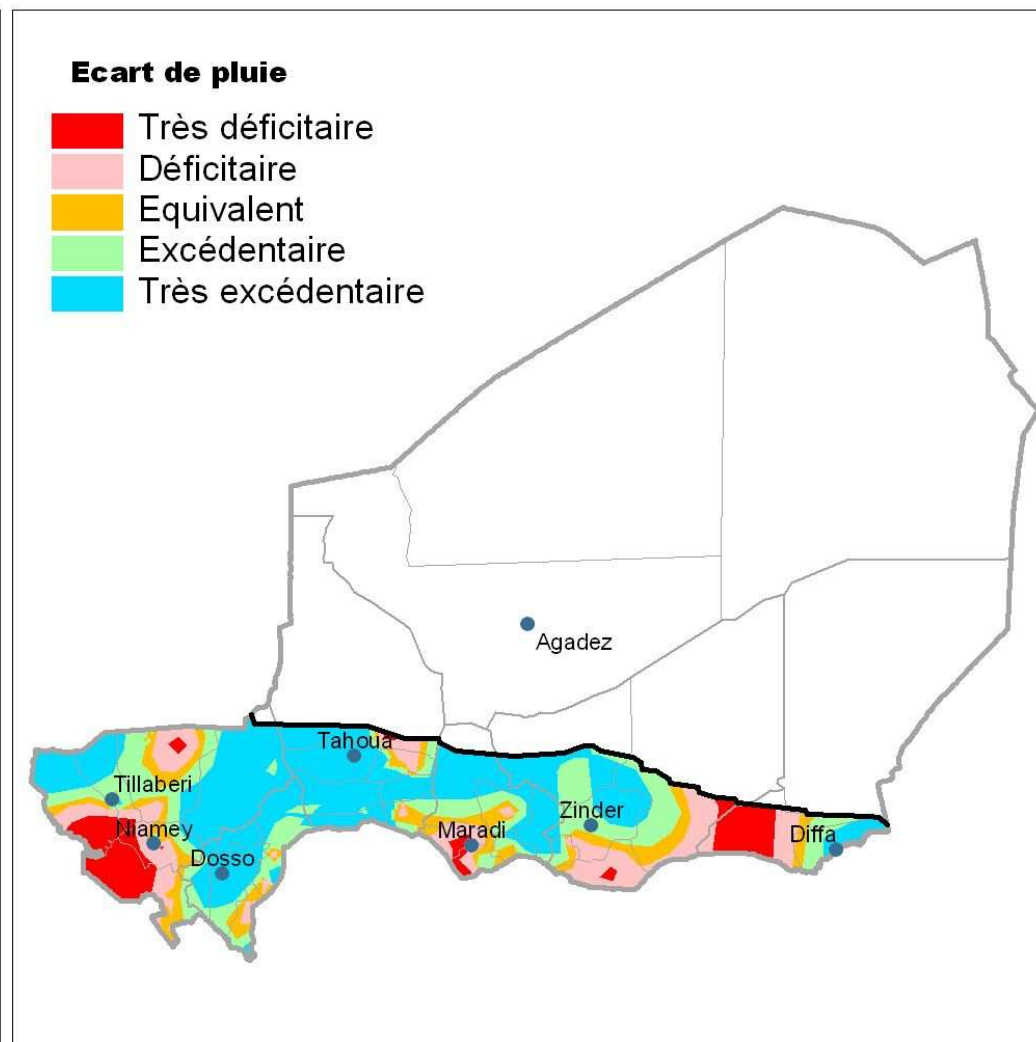 Ecart de pluie
Très déficitaire
Déficitaire
Equivalent
Excédentaire
Très excédentaire
Agadez
Tahoua
Tillaberi
Zinder
Niamey
Maradi
Diffa
Dosso